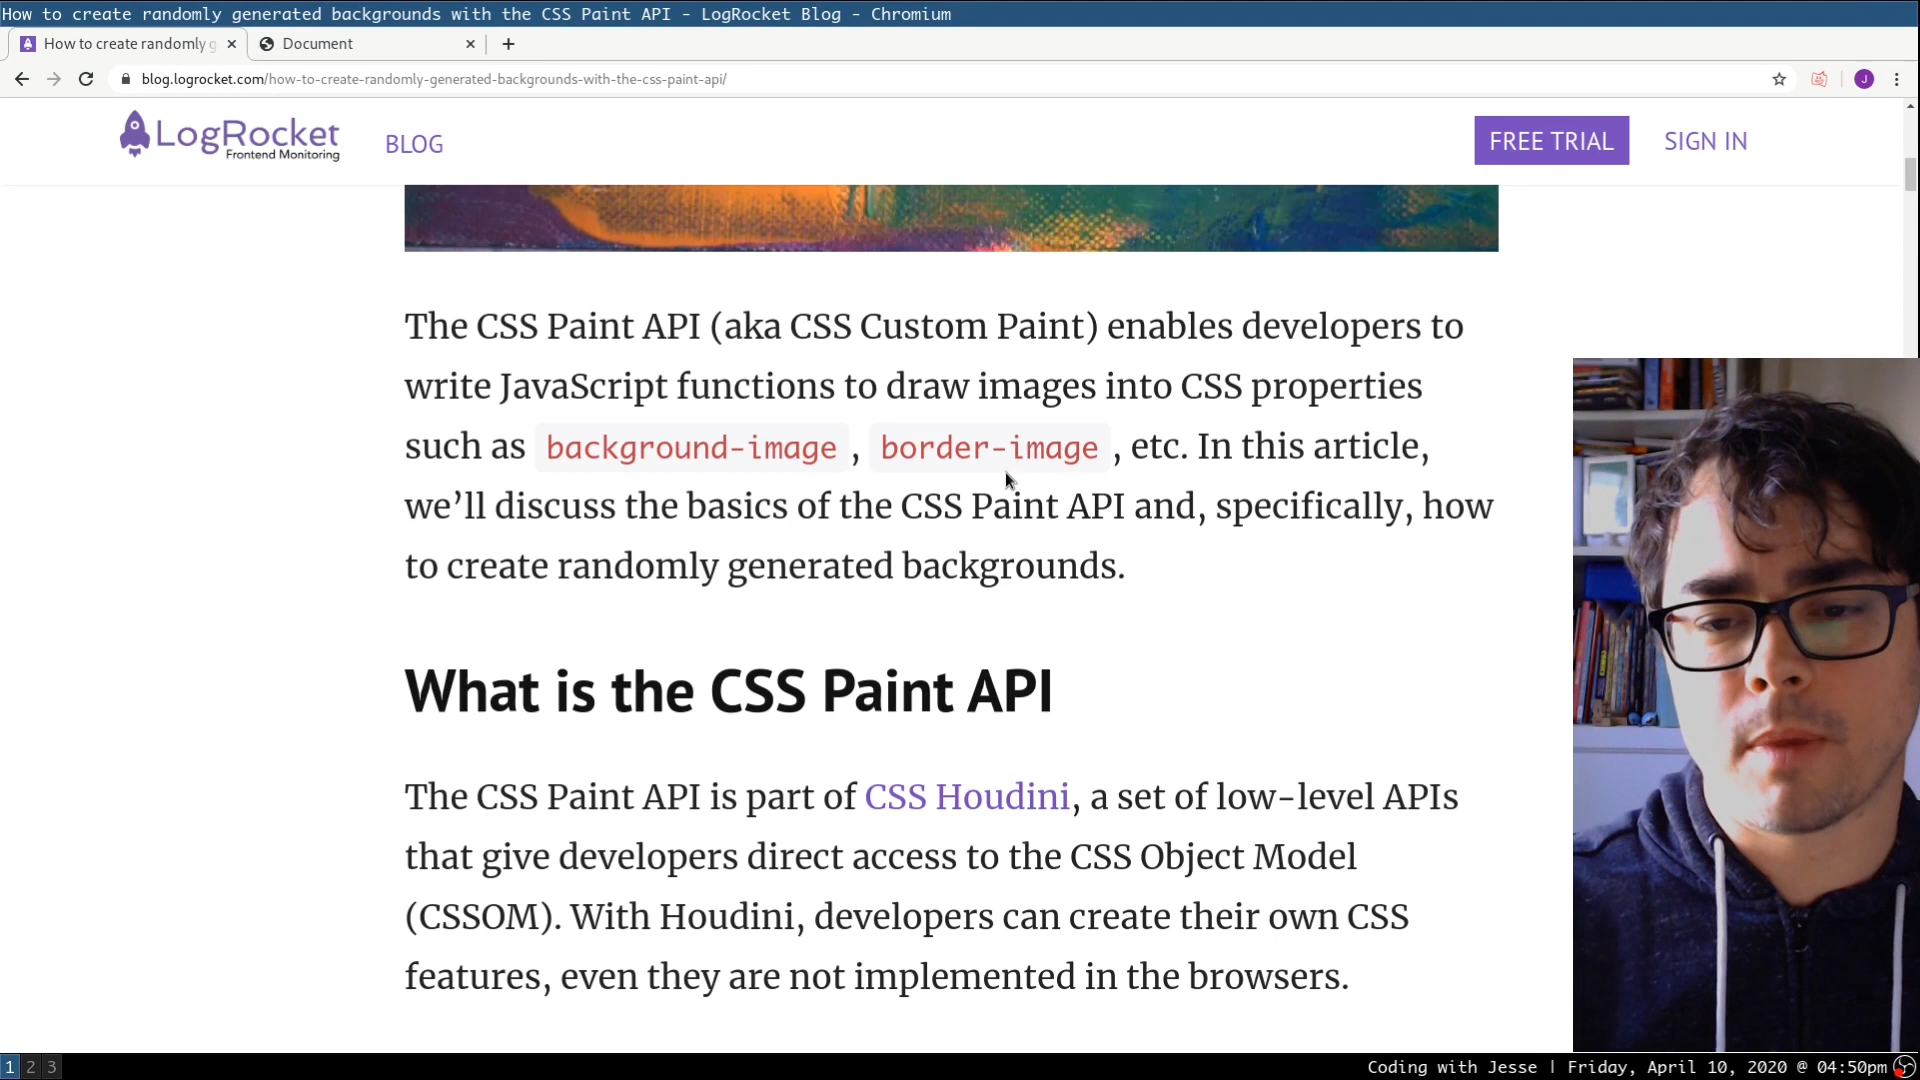 How to create randomly generated backgrounds with the CSS Paint API - LogRocket Blog - Chromium
How to create randomly g
Document
blog.logrocket.com/how-to-create-randomly-generated-backgrounds-with-the-css-paint-api/
J
LogRocket
Frontend Monitoring
BLOG
FREE TRIAL
SIGN IN
The CSS Paint API (aka CSS Custom Paint) enables developers to
write JavaScript functions to draw images into CSS properties
such as background-image , border-image , etc. In this article,
we’ll discuss the basics of the CSS Paint API and, specifically, how
to create randomly generated backgrounds.
What is the CSS Paint API
The CSS Paint API is part of CSS Houdini, a set of low-level APIs
that give developers direct access to the CSS Object Model
(CSSOM). With Houdini, developers can create their own CSS
features, even they are not implemented in the browsers.
1 2 3
Coding with Jesse | Friday, April 10, 2020 @ 04:50pm